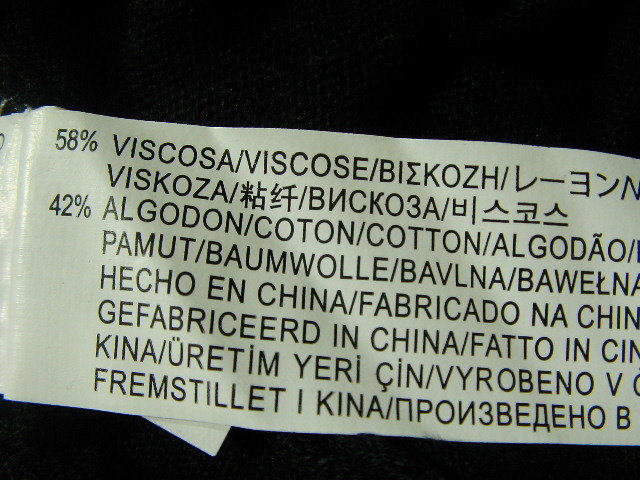 58% VISCOSA/VISCOSE/ΒΙΣΚΟΖΗ/レーヨン/
VISKOZA/粘纤/ВИСКОЗА/비스코스
42% ALGODON/COTON/COTTON/ALGODÃO/
PAMUT/BAUMWOLLE/BAVLNA/BAWEŁNA
HECHO EN CHINA/FABRICADO NA CHIN
GEFABRICEERD IN CHINA/FATTO IN CIN
KINA/ÜRETİM YERİ ÇİN/VYROBENO V
FREMSTILLET I KINA/ПРОИЗВЕДЕНО В